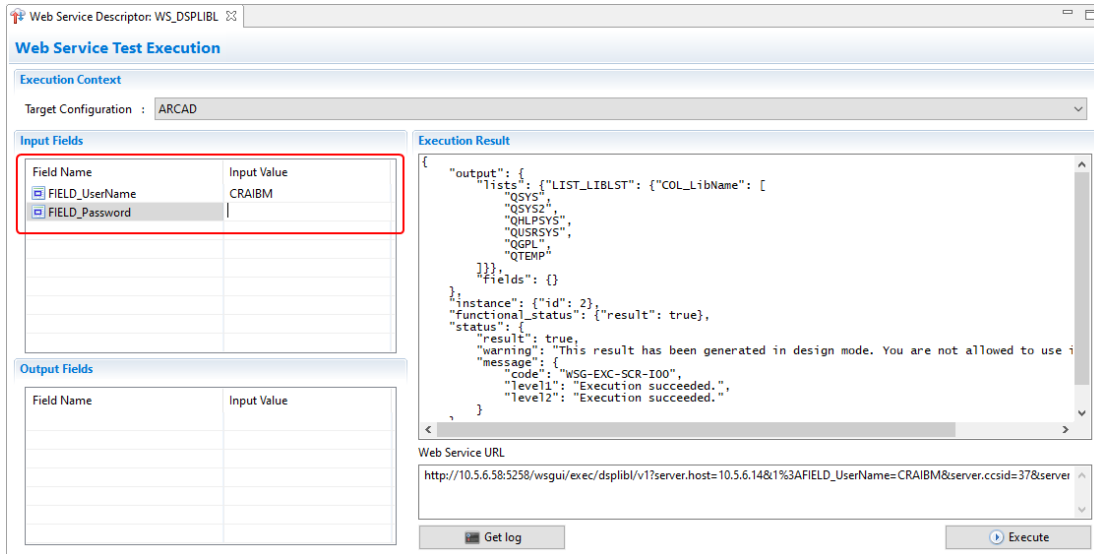 Web Service Descriptor: WS_DSPLIBL
Web Service Test Execution
Execution Context
Target Configuration : ARCAD
Input Fields
Field Name Input Value
FIELD_UserName CRAIBM
FIELD_Password
Output Fields
Field Name Input Value
Execution Result
{
"output": {
"lists": {"LIST_LIBLST": {"COL_LibName": [
"QSYS",
"QSYS2",
"QHLPSYS",
"QUSRSYS",
"QGPL",
"QTEMP"
]}},
"fields": {}
},
"instance": {"id": 2},
"functional_status": {"result": true},
"status": {
"result": true,
"warning": "This result has been generated in design mode. You are not allowed to use i
"message": {
"code": "WSG-EXC-SCR-I00",
"level1": "Execution succeeded.",
"level2": "Execution succeeded."
}
Web Service URL
http://10.5.6.58:5258/wsgui/exec/dsplibl/v1?server.host=10.5.6.14&1%3AFIELD_UserName=CRAIBM&server.ccsid=37&server
Get log
Execute